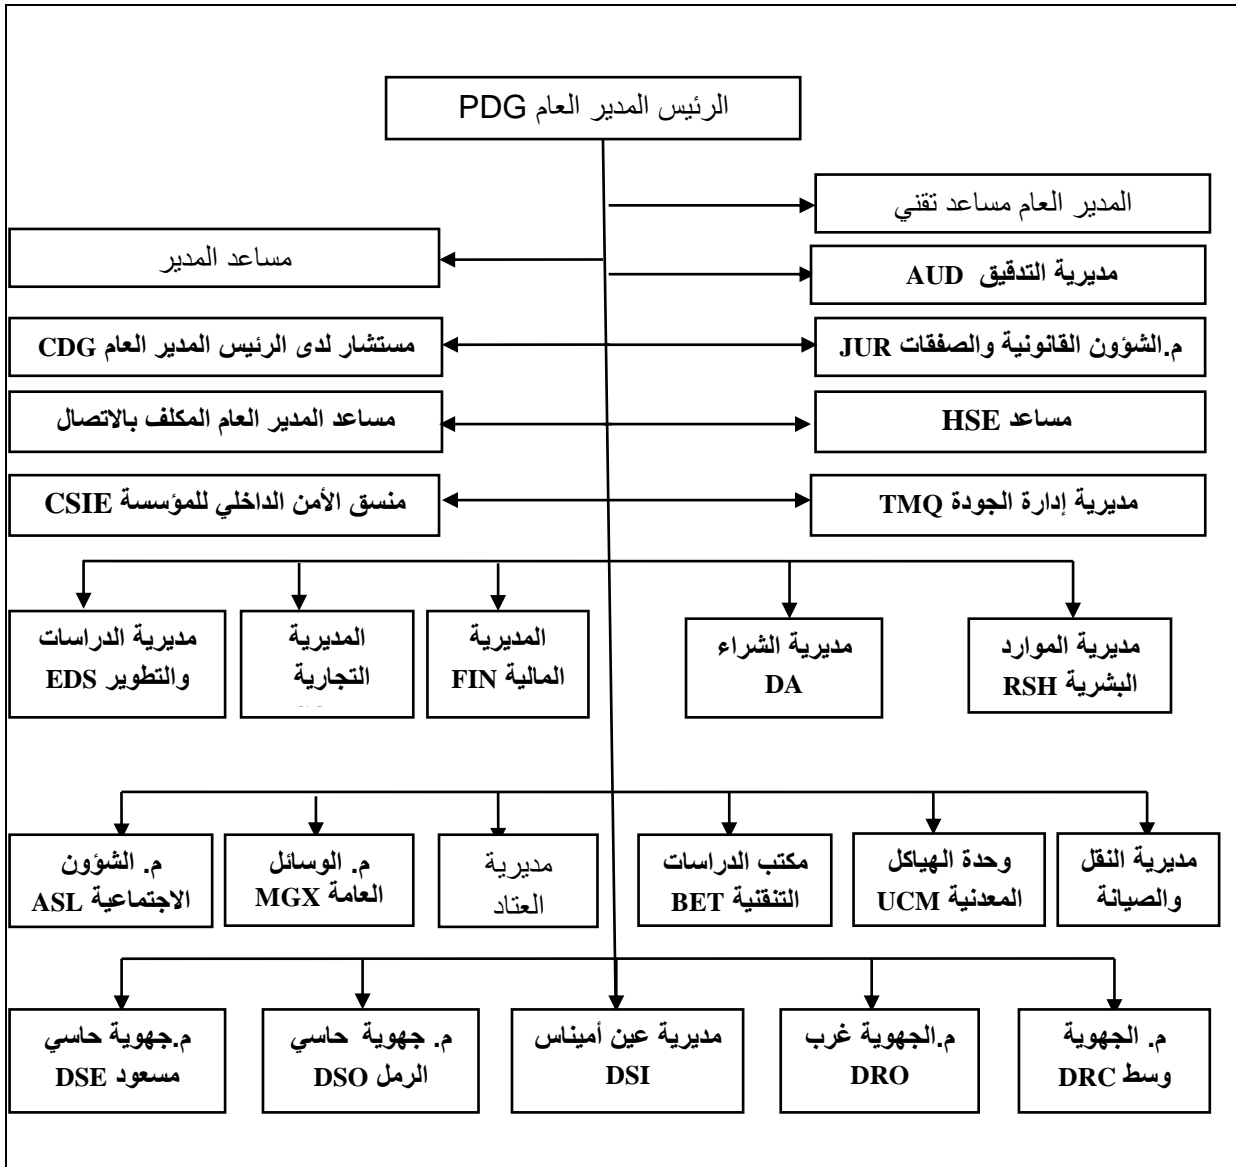 الرئيس المدير العام PDG
المدير العام مساعد تقني
مساعد المدير
مديرية التدقيق AUD
م.الشؤون القانونية والصفقات JUR
مستشار لدى الرئيس المدير العام CDG
مساعد HSE
مساعد المدير العام المكلف بالاتصال
مديرية إدارة الجودة TMQ
منسق الأمن الداخلي للمؤسسة CSIE
مديرية الموارد
البشرية RSH
مديرية الشراء
DA
المديرية
المالية FIN
المديرية
التجارية
مديرية الدراسات
والتطوير EDS
مديرية النقل
والصيانة
وحدة الهياكل
المعدنية UCM
مكتب الدراسات
التنقنية BET
مديرية
العتاد
م. الوسائل
العامة MGX
م. الشؤون
الاجتماعية ASL
م. الجهوية
وسط DRC
م.الجهوية غرب
DRO
مديرية عين أميناس
DSI
م. جهوية حاسي
الرمل DSO
م.جهوية حاسي
مسعود DSE